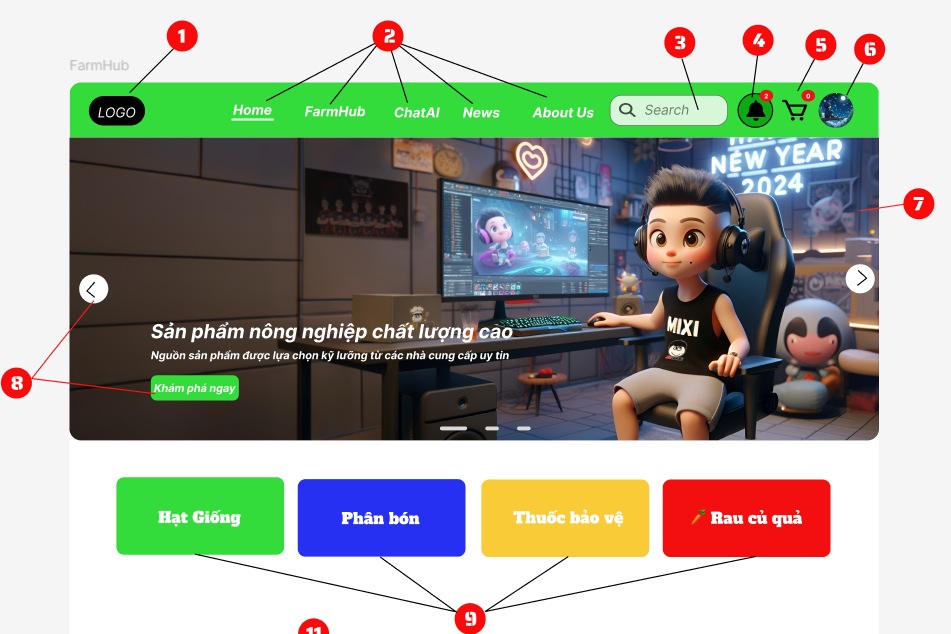 1
2
3
4
5
6
FarmHub
LOGO
Home
FarmHub
ChatAI
News
About Us
Search
2
0
NEW YEAR
2024
7
MIXI
Sản phẩm nông nghiệp chất lượng cao
Nguồn sản phẩm được lựa chọn kỹ lưỡng từ các nhà cung cấp uy tín
8
Khám phá ngay
Hạt Giống
Phân bón
Thuốc bảo vệ
Rau củ quả
9
11